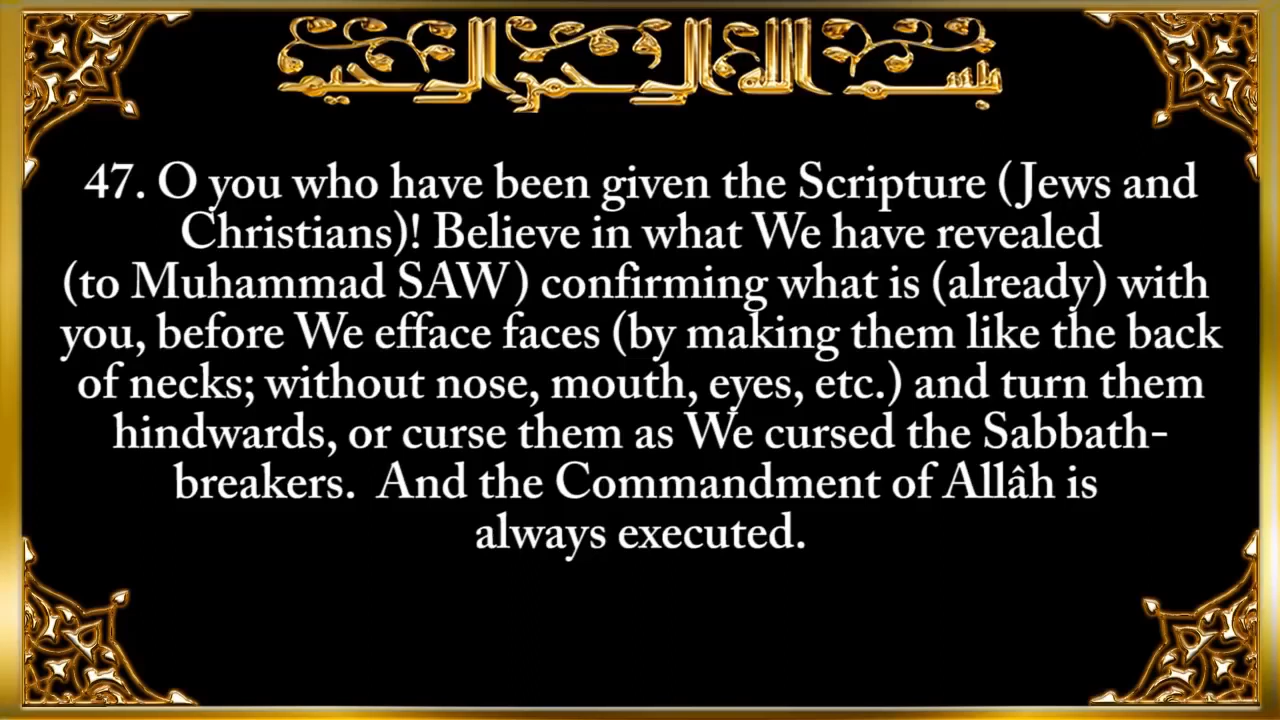 بسم الله الرحمن الرحيم
47. O you who have been given the Scripture (Jews and
Christians)! Believe in what We have revealed
(to Muhammad SAW) confirming what is (already) with
you, before We efface faces (by making them like the back
of necks; without nose, mouth, eyes, etc.) and turn them
hindwards, or curse them as We cursed the Sabbath-
breakers.  And the Commandment of Allâh is
always executed.